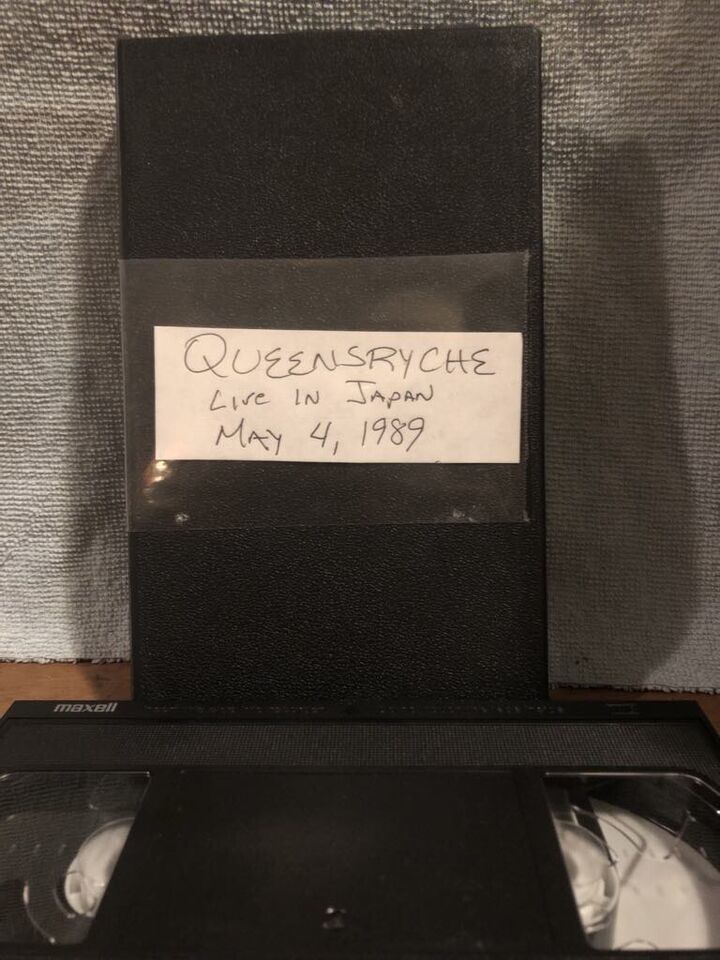 QUEENSRYCHE
LIVE IN JAPAN
MAY 4, 1989
maxell